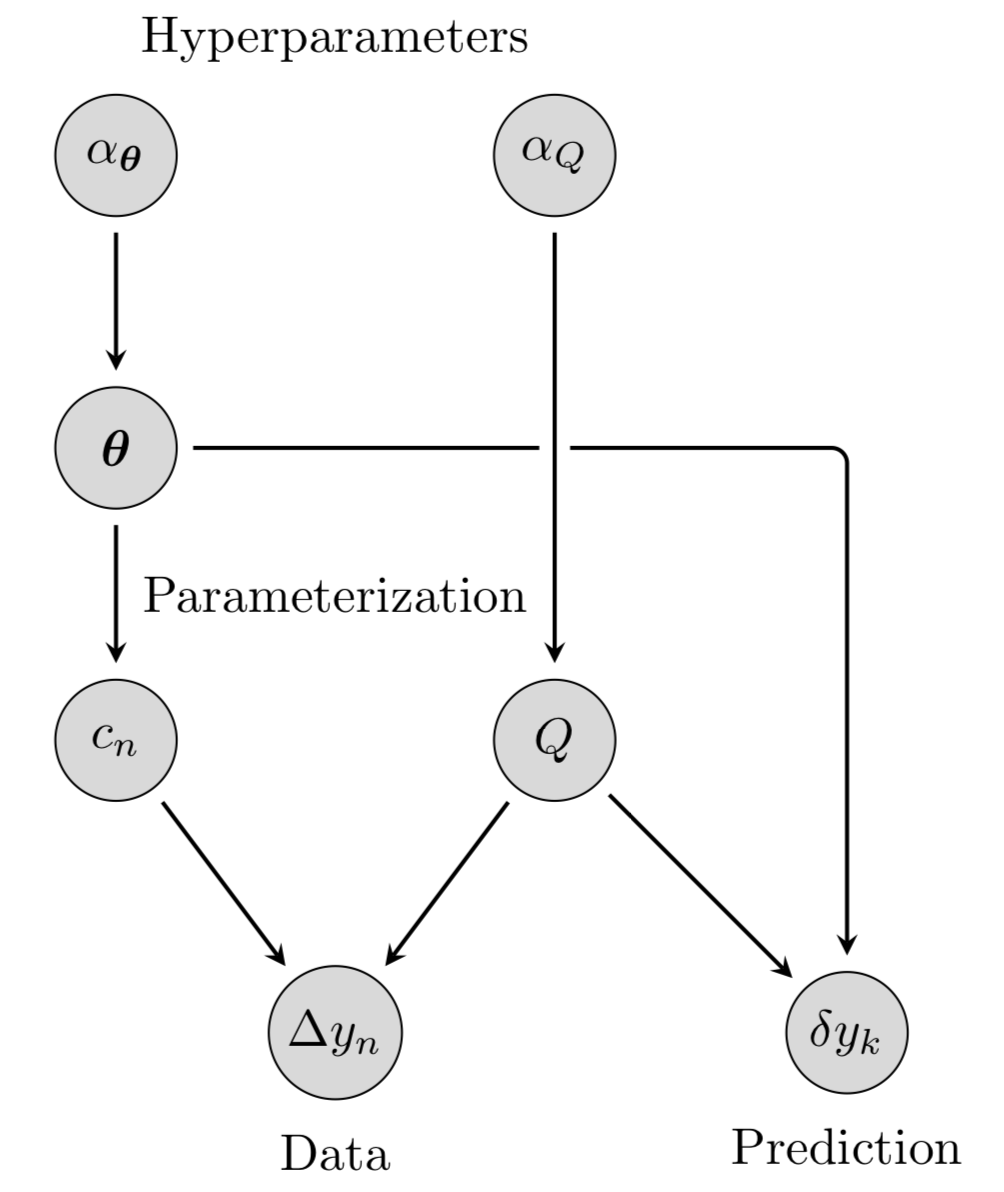 Hyperparameters
α_θ
α_Q
θ
Parameterization
c_n
Q
Δy_n
δy_k
Data
Prediction